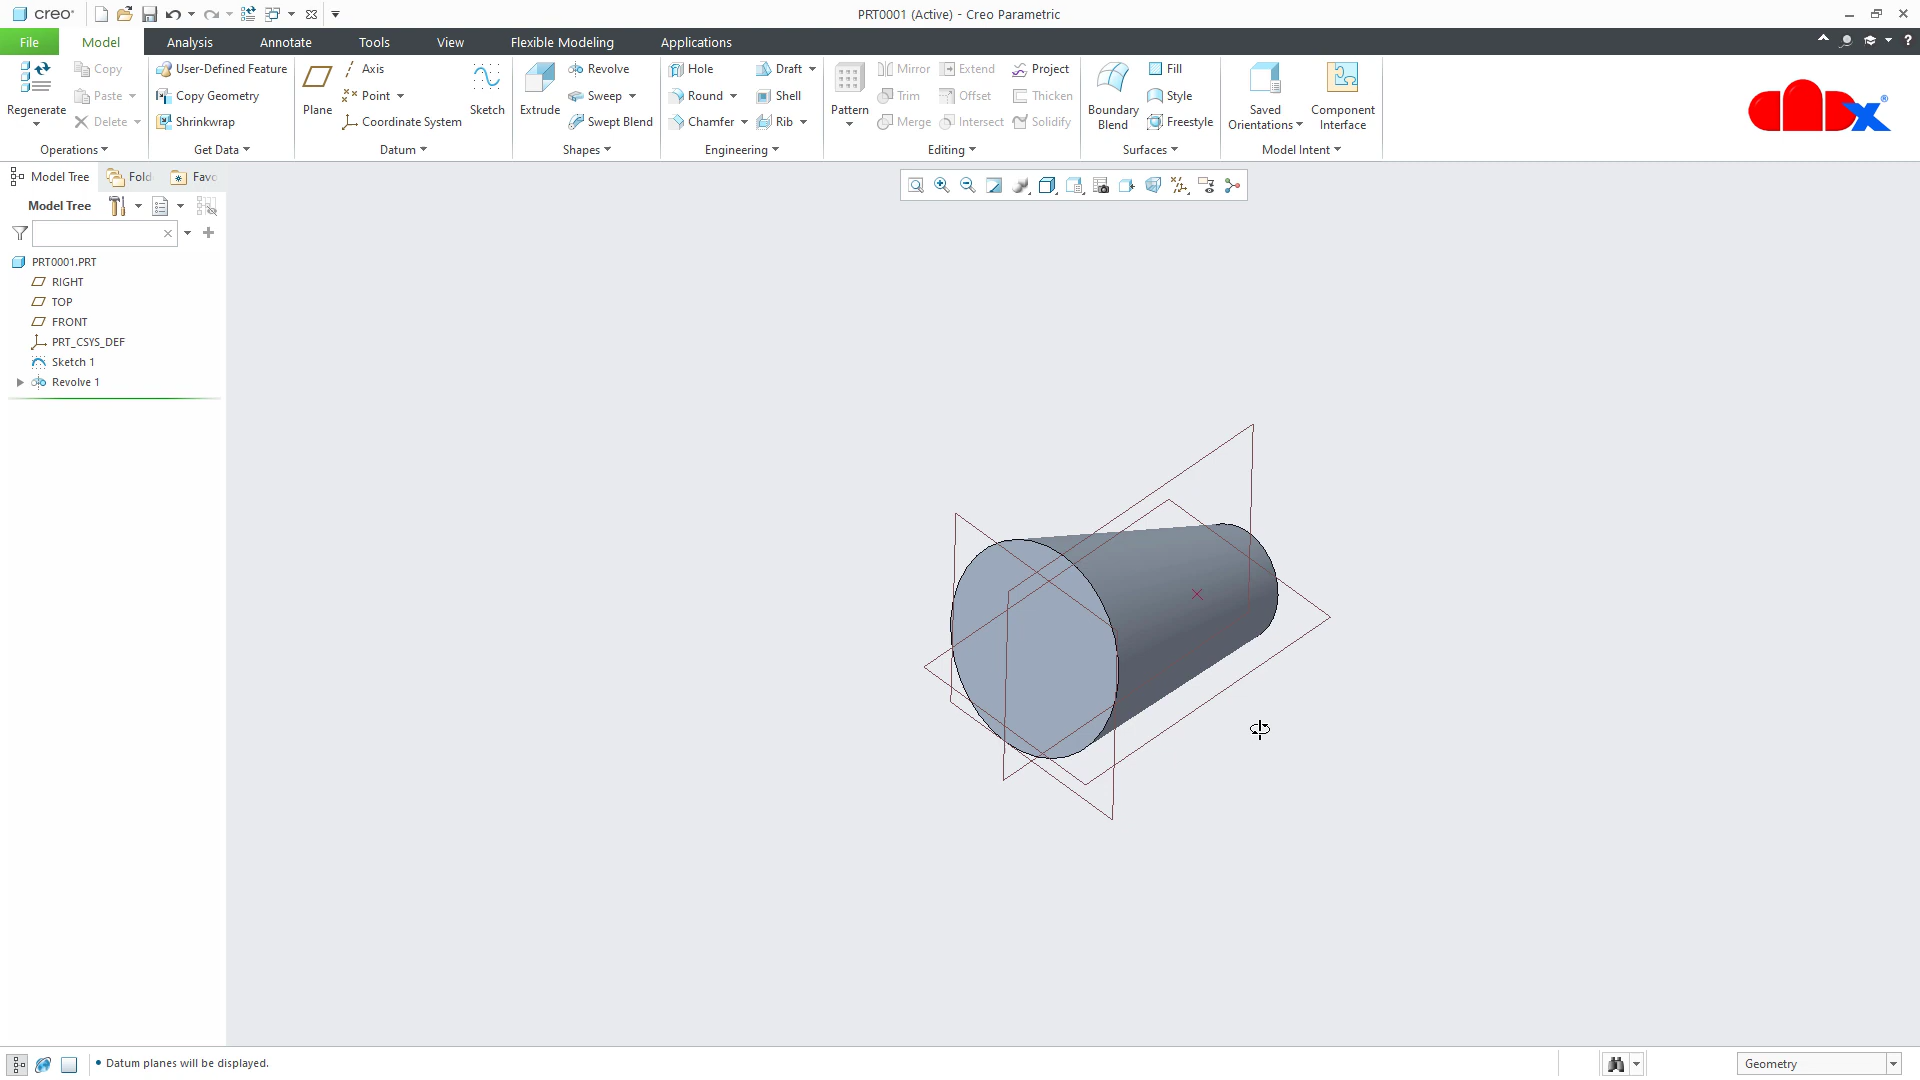 creo
PRT0001 (Active) - Creo Parametric
File
Model
Analysis
Annotate
Tools
View
Flexible Modeling
Applications
?
Regenerate
Copy
Paste
Delete
Operations
User-Defined Feature
Copy Geometry
Shrinkwrap
Get Data
Plane
Axis
Point
Coordinate System
Sketch
Datum
Extrude
Revolve
Sweep
Swept Blend
Shapes
Hole
Round
Chamfer
Draft
Shell
Rib
Engineering
Pattern
Mirror
Trim
Merge
Extend
Offset
Intersect
Project
Thicken
Solidify
Editing
Boundary
Blend
Fill
Style
Freestyle
Surfaces
Saved
Orientations
Component
Interface
Model Intent
CADX®
Model Tree
Fold
Favo
Model Tree
PRT0001.PRT
RIGHT
TOP
FRONT
PRT_CSYS_DEF
Sketch 1
Revolve 1
• Datum planes will be displayed.
Geometry